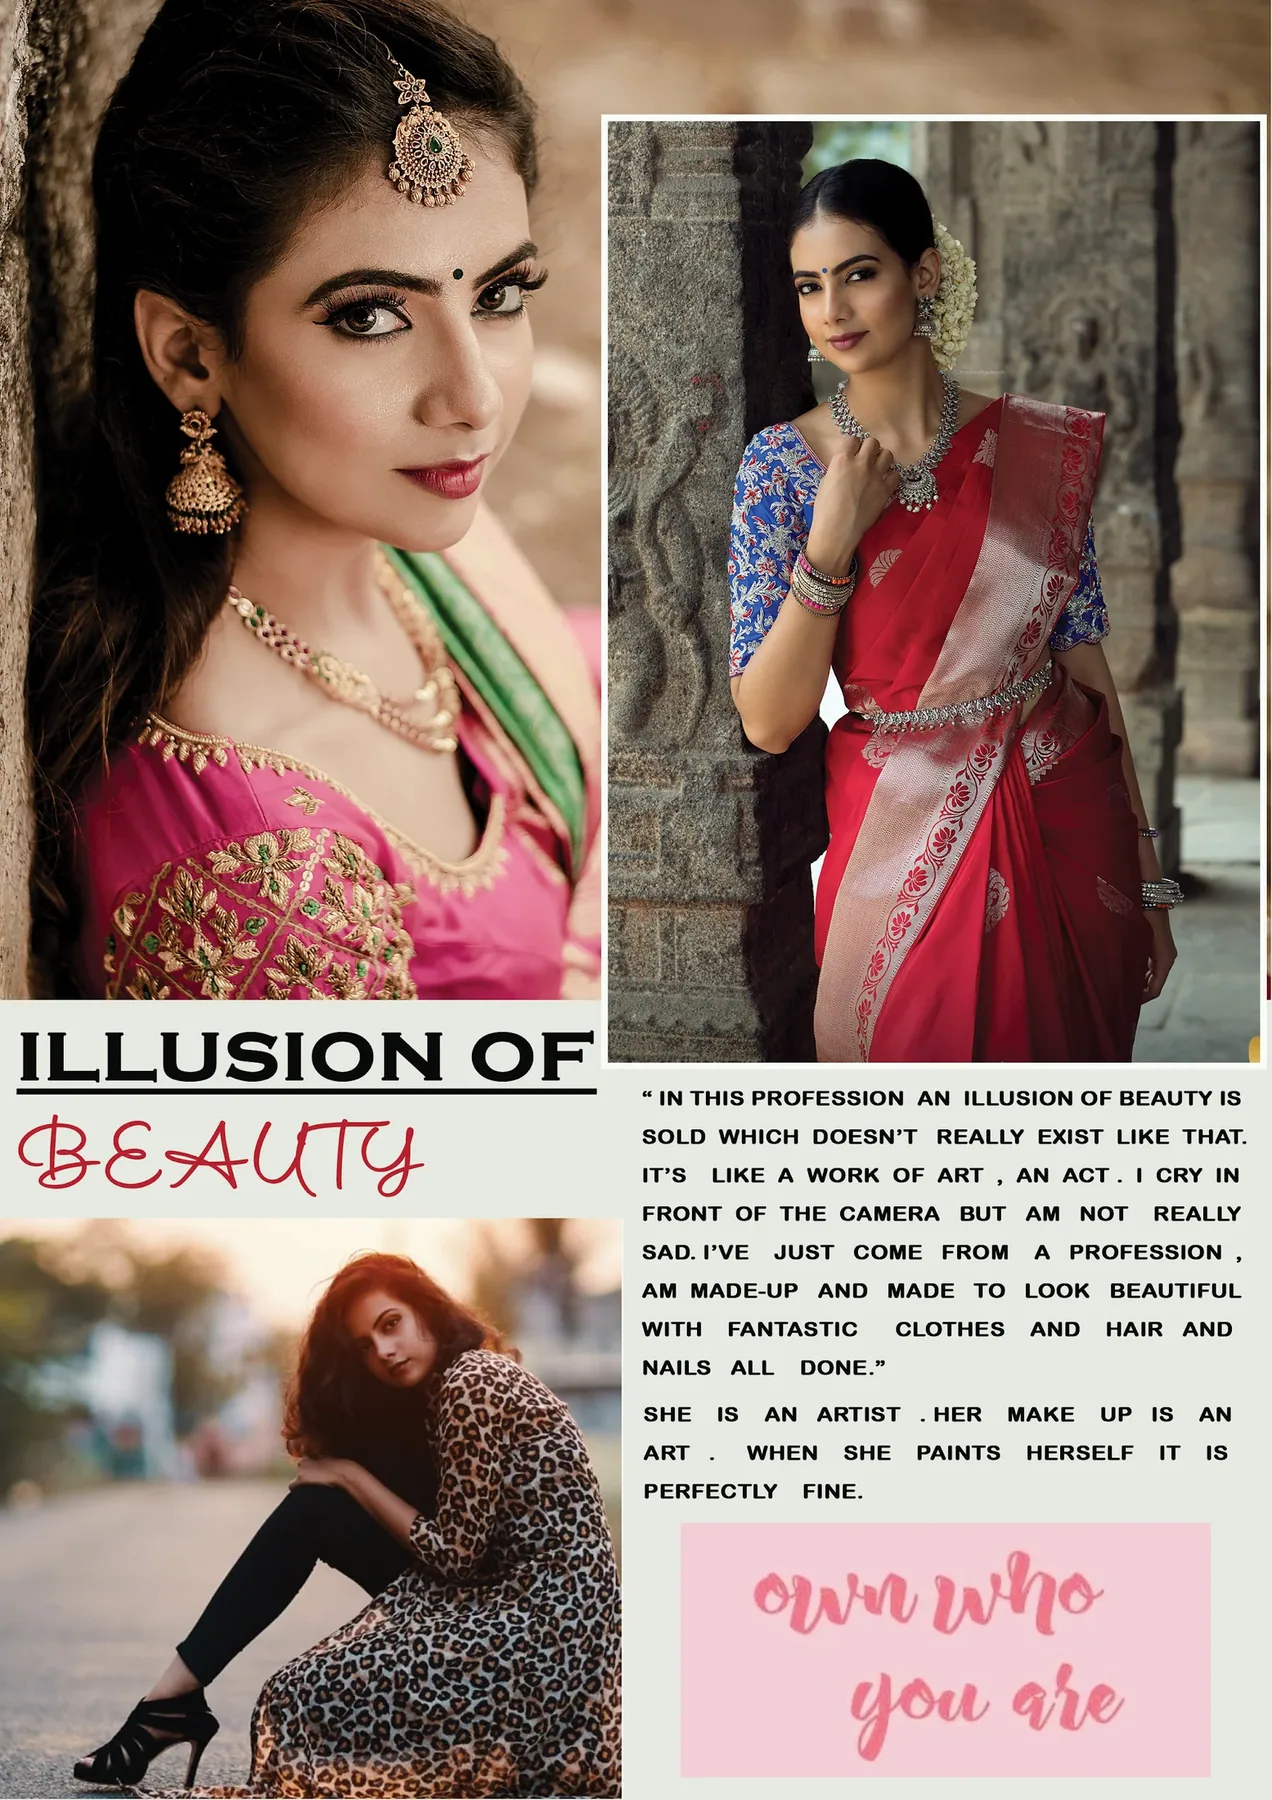 ILLUSION OF
BEAUTY
“ IN THIS PROFESSION AN ILLUSION OF BEAUTY IS
SOLD WHICH DOESN’T REALLY EXIST LIKE THAT.
IT’S LIKE A WORK OF ART , AN ACT . I CRY IN
FRONT OF THE CAMERA BUT AM NOT REALLY
SAD. I’VE JUST COME FROM A PROFESSION ,
AM MADE-UP AND MADE TO LOOK BEAUTIFUL
WITH FANTASTIC CLOTHES AND HAIR AND
NAILS ALL DONE.”
SHE IS AN ARTIST . HER MAKE UP IS AN
ART . WHEN SHE PAINTS HERSELF IT IS
PERFECTLY FINE.
own who
you are